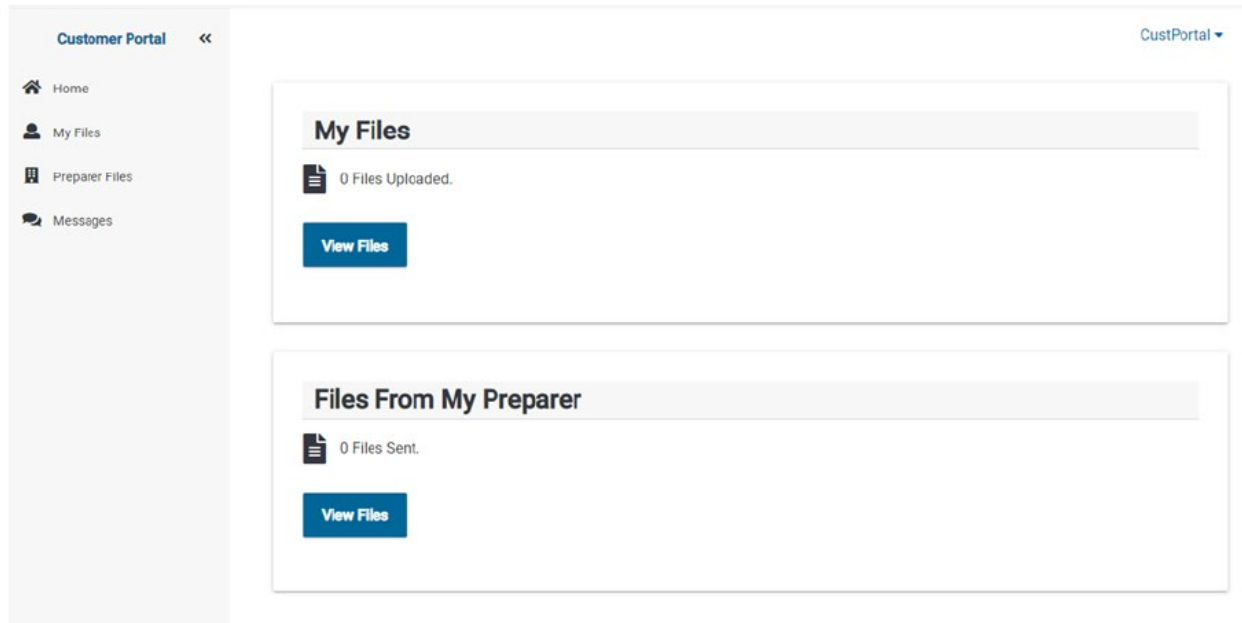 Customer Portal
CustPortal
Home
My Files
Preparer Files
Messages
My Files
0 Files Uploaded.
View Files
Files From My Preparer
0 Files Sent.
View Files